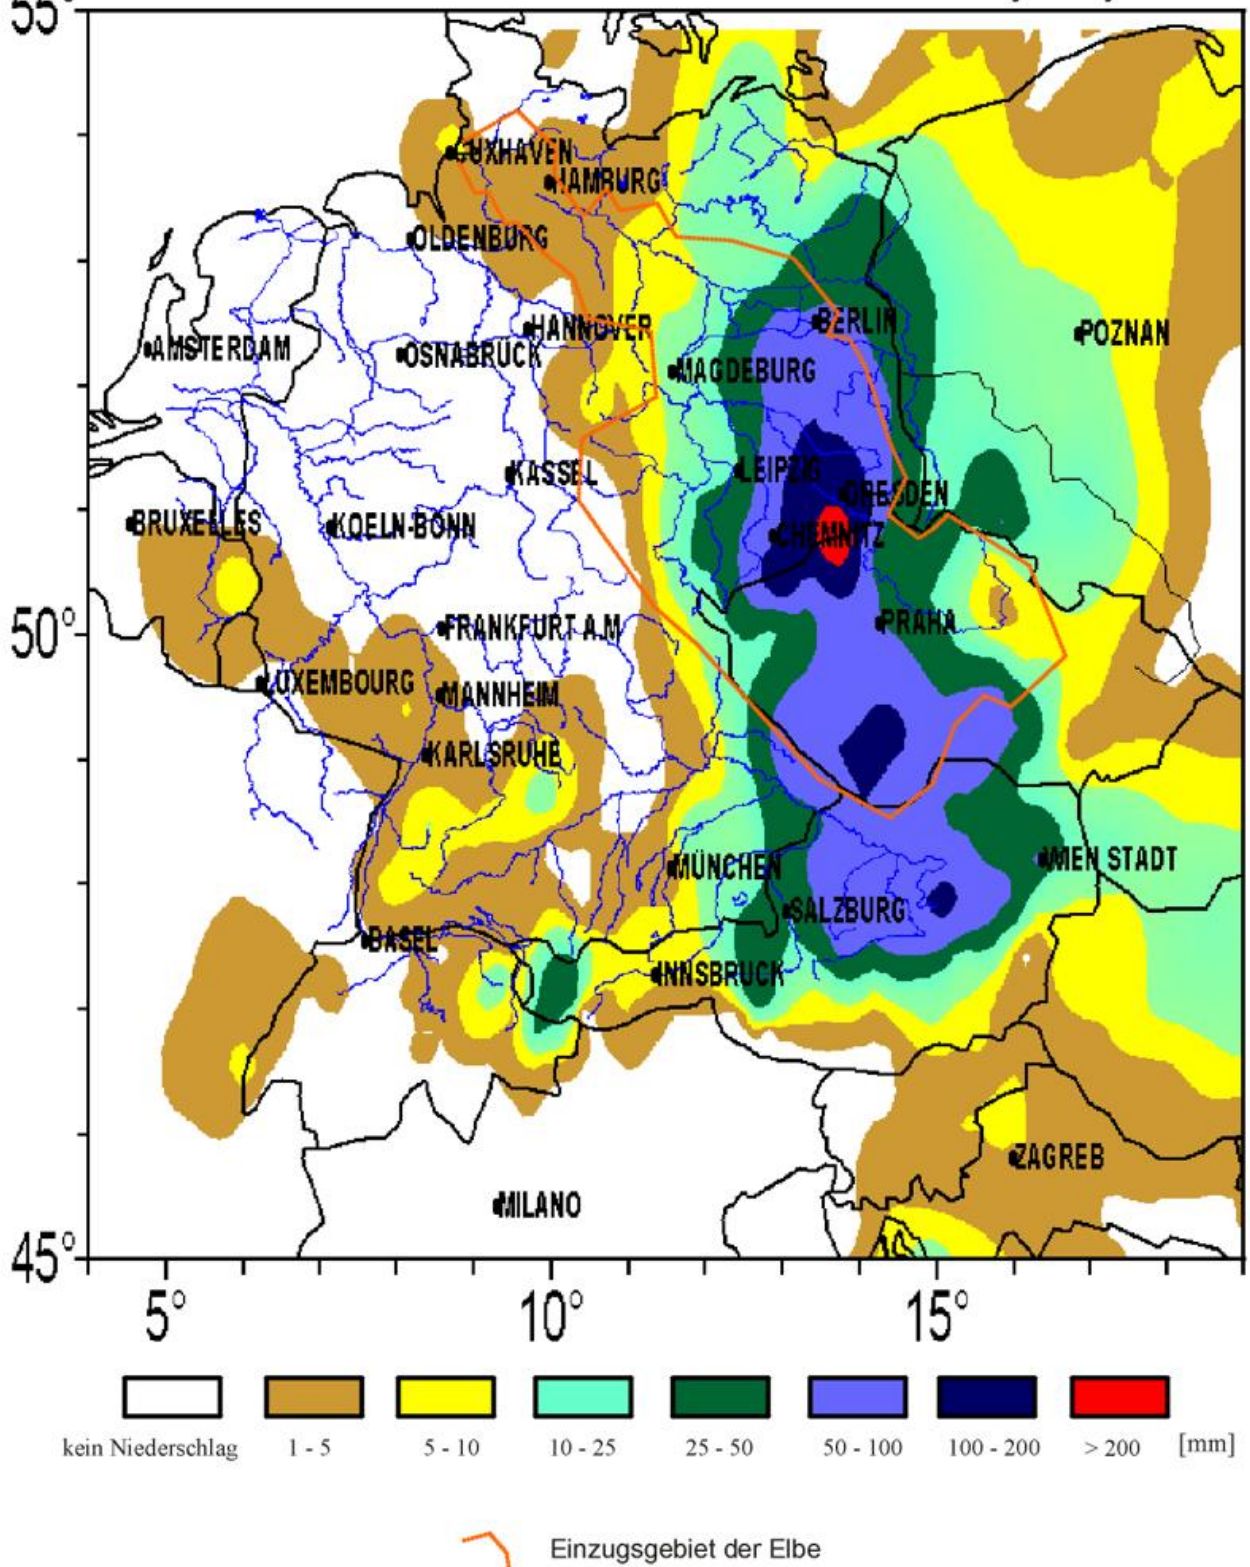 55°
CUXHAVEN
HAMBURG
OLDENBURG
HANNOVER
BERLIN
POZNAN
AMSTERDAM
OSNABRUCK
MAGDEBURG
KASSEL
LEIPZIG
DRESDEN
BRUXELLES
KOELN-BONN
CHEMNITZ
50°
FRANKFURT A.M
PRAHA
LUXEMBOURG
MANNHEIM
KARLSRUHE
MÜNCHEN
WIEN STADT
SALZBURG
BASEL
INNSBRUCK
ZAGREB
MILANO
45°
5°
10°
15°
kein Niederschlag
1 - 5
5 - 10
10 - 25
25 - 50
50 - 100
100 - 200
> 200
[mm]
Einzugsgebiet der Elbe